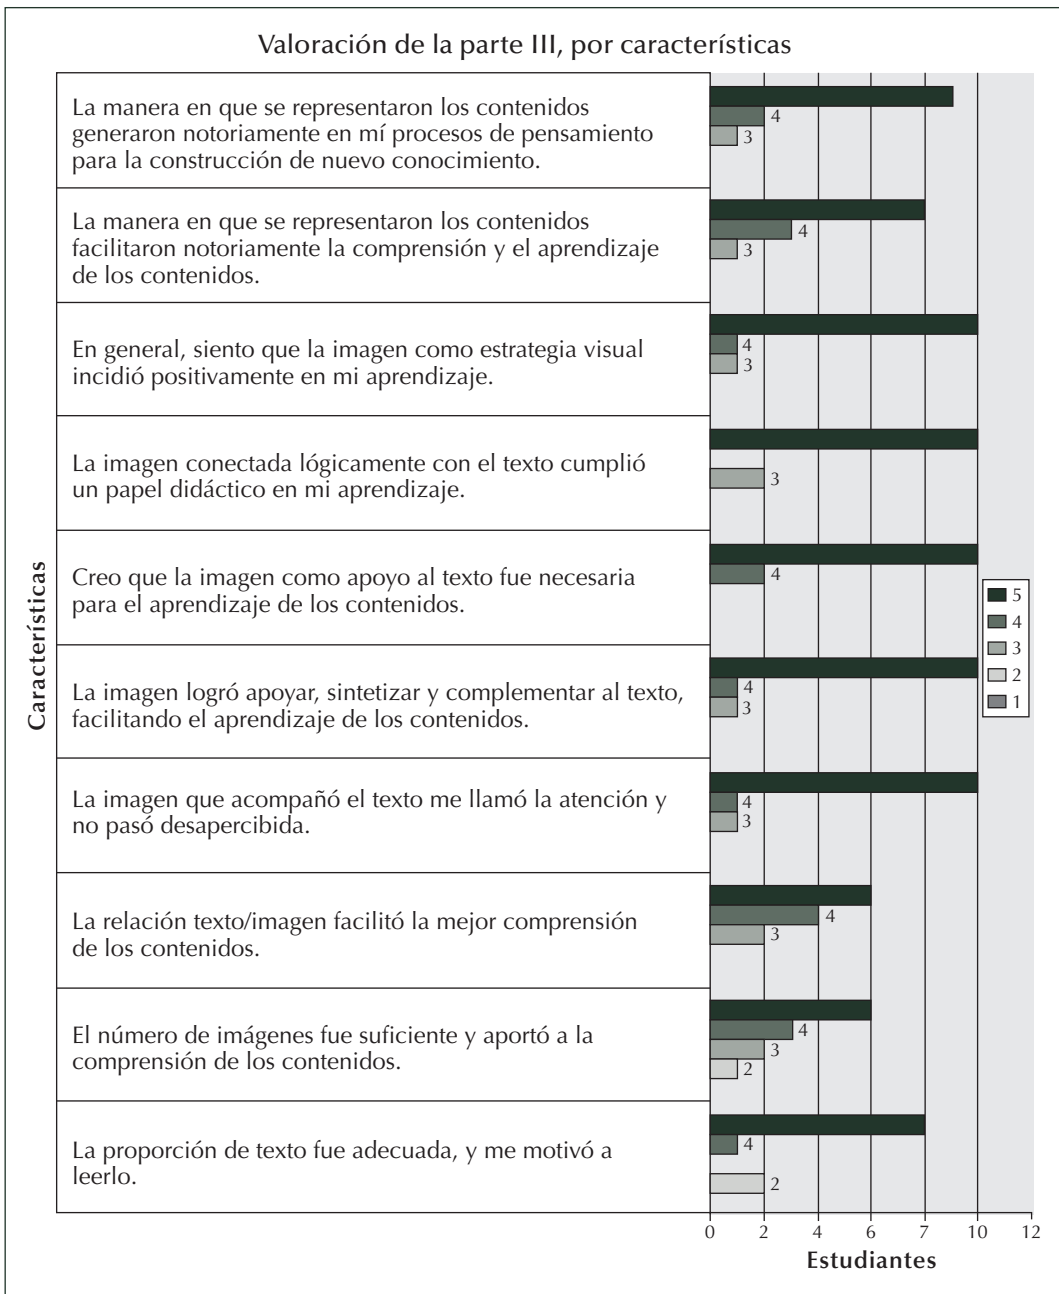 Valoración de la parte III, por características
La manera en que se representaron los contenidos
generaron notoriamente en mí procesos de pensamiento
para la construcción de nuevo conocimiento.
4
3
La manera en que se representaron los contenidos
facilitaron notoriamente la comprensión y el aprendizaje
de los contenidos.
4
3
En general, siento que la imagen como estrategia visual
incidió positivamente en mi aprendizaje.
4
3
La imagen conectada lógicamente con el texto cumplió
un papel didáctico en mi aprendizaje.
3
Creo que la imagen como apoyo al texto fue necesaria
para el aprendizaje de los contenidos.
4
La imagen logró apoyar, sintetizar y complementar al texto,
facilitando el aprendizaje de los contenidos.
4
3
La imagen que acompañó el texto me llamó la atención y
no pasó desapercibida.
4
3
La relación texto/imagen facilitó la mejor comprensión
de los contenidos.
4
3
El número de imágenes fue suficiente y aportó a la
comprensión de los contenidos.
4
3
2
La proporción de texto fue adecuada, y me motivó a
leerlo.
4
2
Características
5
4
3
2
1
0 2 4 6 7 10 12
Estudiantes